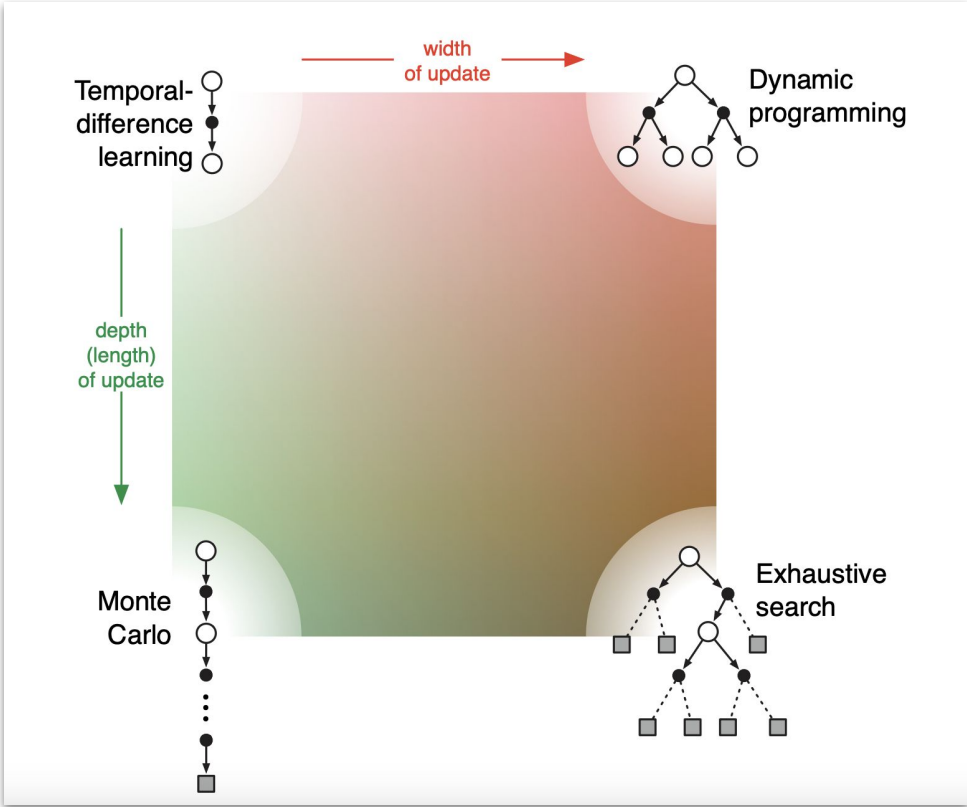 width
of update
Temporal-
difference
learning
Dynamic
programming
depth
(length)
of update
Monte
Carlo
Exhaustive
search